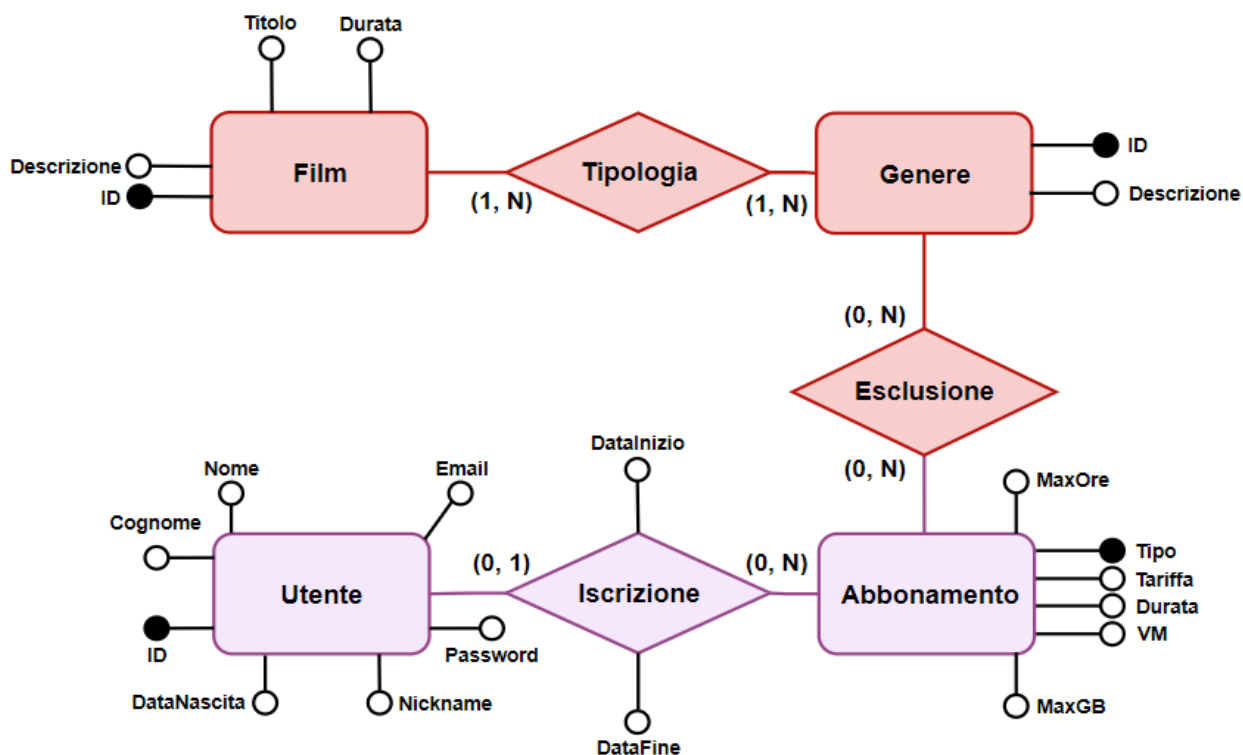 Titolo
Durata
Descrizione
ID
Film
Tipologia
(1, N)
(1, N)
Genere
ID
Descrizione
(0, N)
Esclusione
(0, N)
Nome
Email
Cognome
Utente
ID
DataNascita
Nickname
Password
(0, 1)
DataInizio
Iscrizione
DataFine
(0, N)
Abbonamento
MaxOre
Tipo
Tariffa
Durata
VM
MaxGB